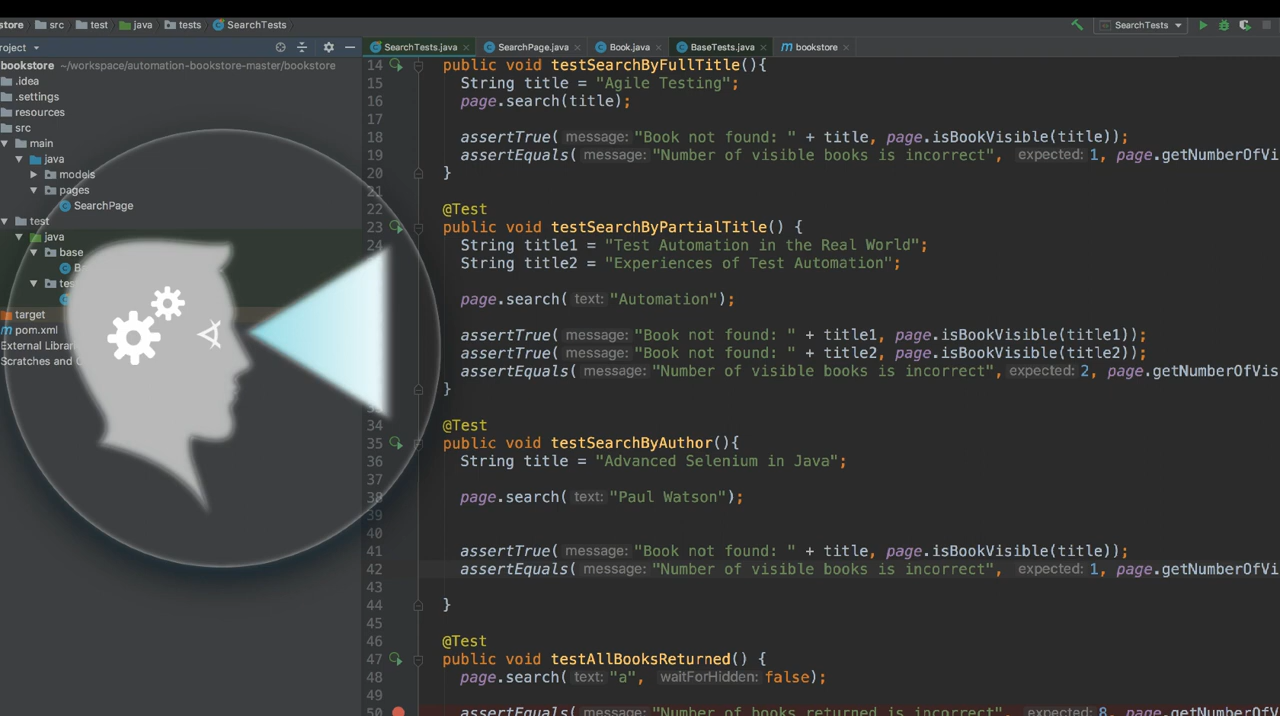 store src test java tests SearchTests
SearchTests
roject
SearchTests.java SearchPage.java Book.java BaseTests.java bookstore
bookstore ~/workspace/automation-bookstore-master/bookstore
.idea
.settings
resources
src
main
java
models
pages
SearchPage
test
java
base
B
tes
target
pom.xml
External Librar
Scratches and C
14 public void testSearchByFullTitle(){
15 String title = "Agile Testing";
16 page.search(title);
17
18 assertTrue( message: "Book not found: " + title, page.isBookVisible(title));
19 assertEquals( message: "Number of visible books is incorrect", expected: 1, page.getNumberOfVi
20 }
21
22 @Test
23 public void testSearchByPartialTitle() {
24 String title1 = "Test Automation in the Real World";
String title2 = "Experiences of Test Automation";
page.search( text: "Automation");
assertTrue( message: "Book not found: " + title1, page.isBookVisible(title1));
assertTrue( message: "Book not found: " + title2, page.isBookVisible(title2));
assertEquals( message: "Number of visible books is incorrect", expected: 2, page.getNumberOfVis
}
34 @Test
35 public void testSearchByAuthor(){
36 String title = "Advanced Selenium in Java";
37
38 page.search( text: "Paul Watson");
39
40
41 assertTrue( message: "Book not found: " + title, page.isBookVisible(title));
42 assertEquals( message: "Number of visible books is incorrect", expected: 1, page.getNumberOfVi
43
44 }
45
46 @Test
47 public void testAllBooksReturned() {
48 page.search( text: "a", waitForHidden: false);
49
50 assertEquals( message: "Number of books returned is incorrect", expected: 8, page.getNumberOfVi